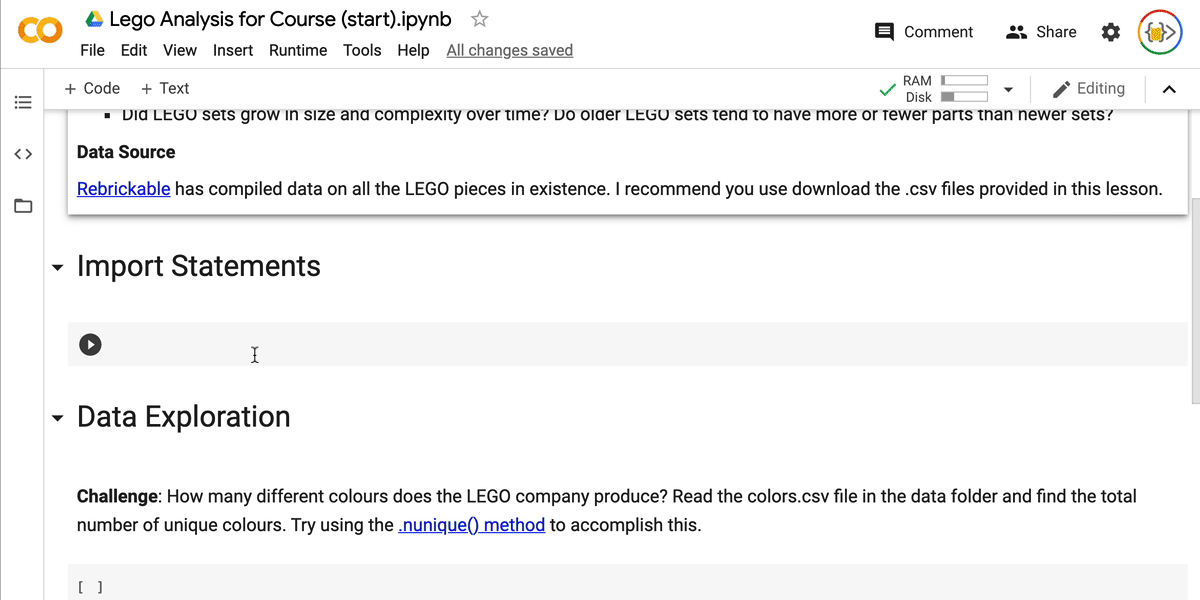 Lego Analysis for Course (start).ipynb
File Edit View Insert Runtime Tools Help All changes saved
Comment Share
+ Code + Text
RAM
Disk
Editing
Did LEGO sets grow in size and complexity over time? Do older LEGO sets tend to have more or fewer parts than newer sets?
Data Source
Rebrickable has compiled data on all the LEGO pieces in existence. I recommend you use download the .csv files provided in this lesson.
Import Statements
Data Exploration
Challenge: How many different colours does the LEGO company produce? Read the colors.csv file in the data folder and find the total
number of unique colours. Try using the .nunique() method to accomplish this.
[ ]